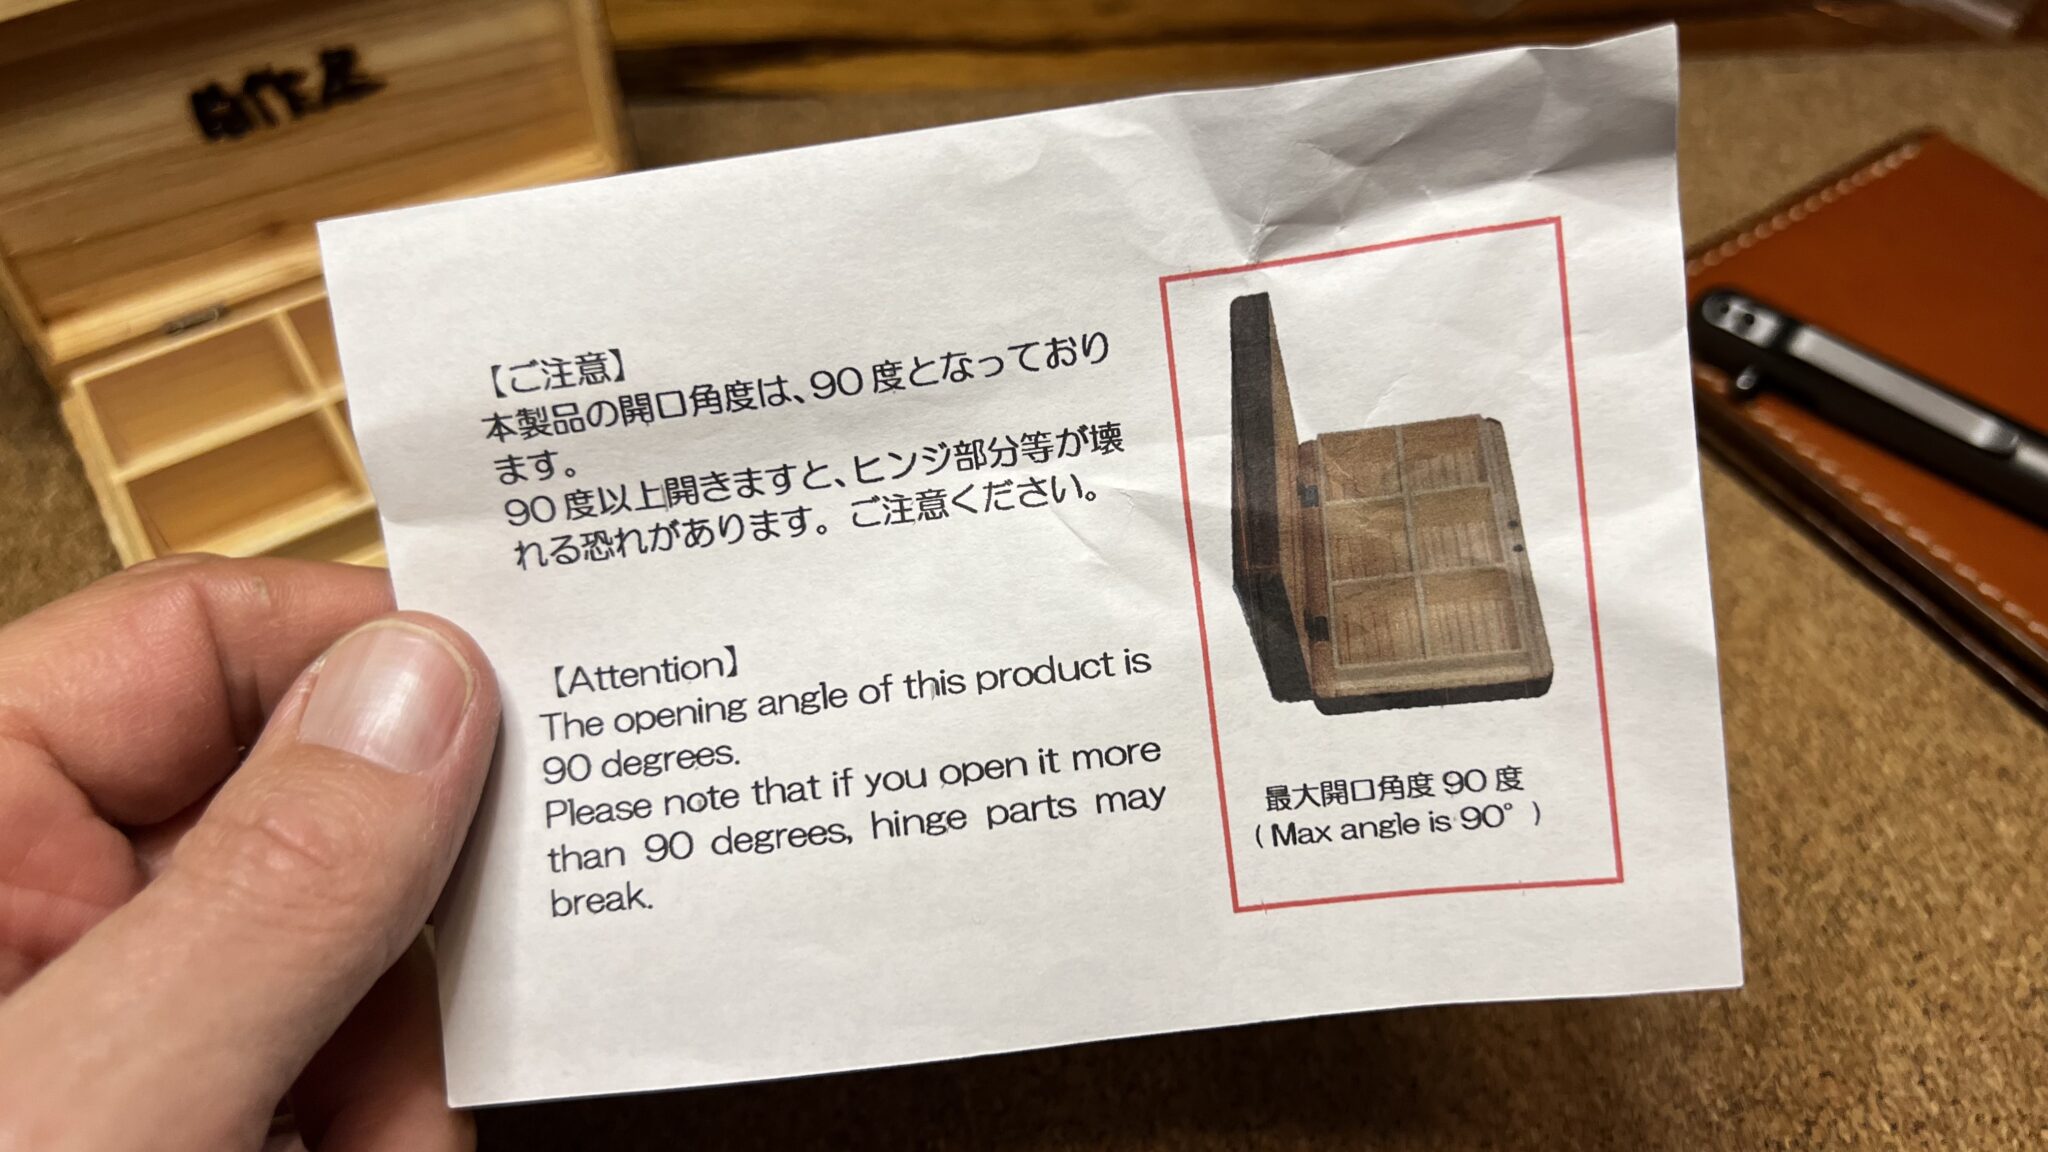 【ご注意】
本製品の開口角度は、90度となっており
ます。
90度以上開きますと、ヒンジ部分等が壊
れる恐れがあります。ご注意ください。
【Attention】
The opening angle of this product is
90 degrees.
Please note that if you open it more
than 90 degrees, hinge parts may
break.
最大開口角度90度
( Max angle is 90° )